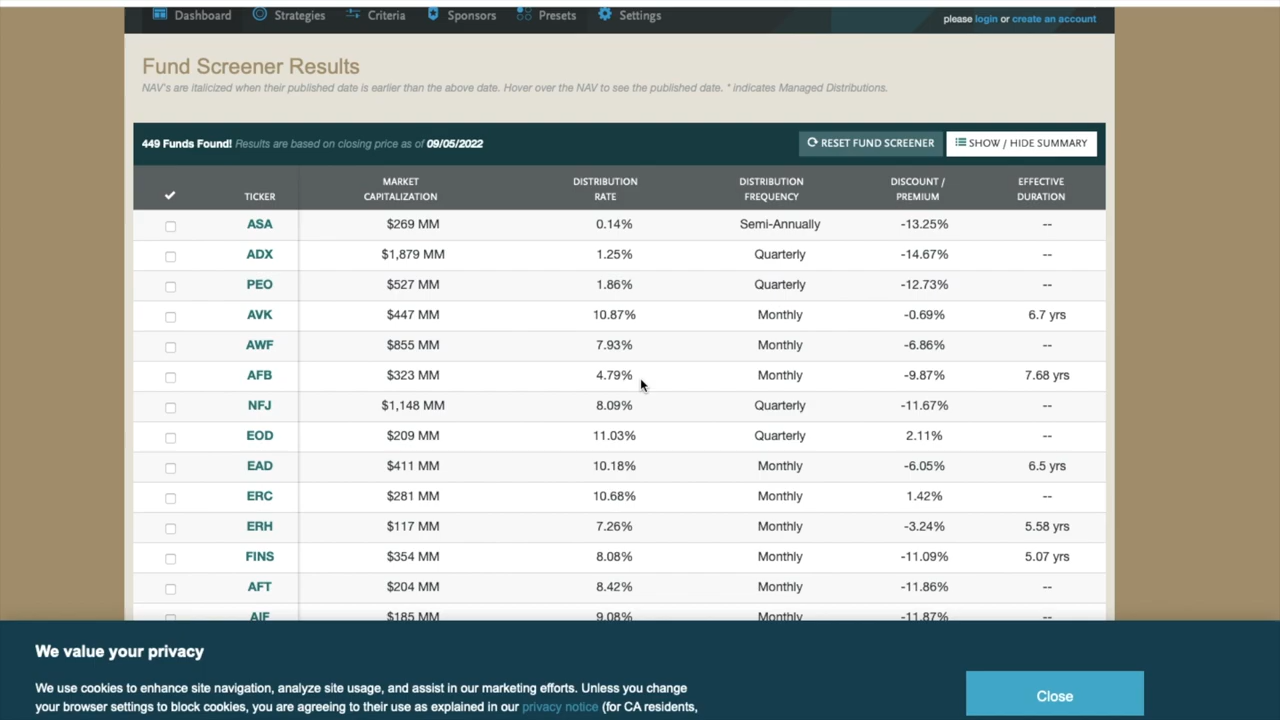 Dashboard Strategies Criteria Sponsors Presets Settings
please login or create an account
Fund Screener Results
NAV's are italicized when their published date is earlier than the above date. Hover over the NAV to see the published date. * indicates Managed Distributions.
449 Funds Found! Results are based on closing price as of 09/05/2022
RESET FUND SCREENER SHOW / HIDE SUMMARY
TICKER MARKET CAPITALIZATION DISTRIBUTION RATE DISTRIBUTION FREQUENCY DISCOUNT / PREMIUM EFFECTIVE DURATION
ASA $269 MM 0.14% Semi-Annually -13.25% --
ADX $1,879 MM 1.25% Quarterly -14.67% --
PEO $527 MM 1.86% Quarterly -12.73% --
AVK $447 MM 10.87% Monthly -0.69% 6.7 yrs
AWF $855 MM 7.93% Monthly -6.86% --
AFB $323 MM 4.79% Monthly -9.87% 7.68 yrs
NFJ $1,148 MM 8.09% Quarterly -11.67% --
EOD $209 MM 11.03% Quarterly 2.11% --
EAD $411 MM 10.18% Monthly -6.05% 6.5 yrs
ERC $281 MM 10.68% Monthly 1.42% --
ERH $117 MM 7.26% Monthly -3.24% 5.58 yrs
FINS $354 MM 8.08% Monthly -11.09% 5.07 yrs
AFT $204 MM 8.42% Monthly -11.86% --
AIF $185 MM 9.08% Monthly -11.87% --
We value your privacy
We use cookies to enhance site navigation, analyze site usage, and assist in our marketing efforts. Unless you change
your browser settings to block cookies, you are agreeing to their use as explained in our privacy notice (for CA residents,
Close